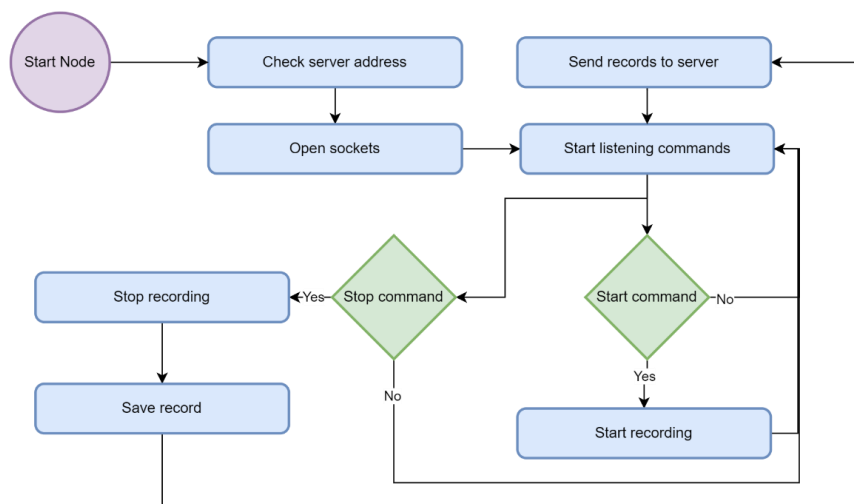 Start Node
Check server address
Send records to server
Open sockets
Start listening commands
Stop recording
Yes
Stop command
Start command
No
Yes
No
Save record
Start recording